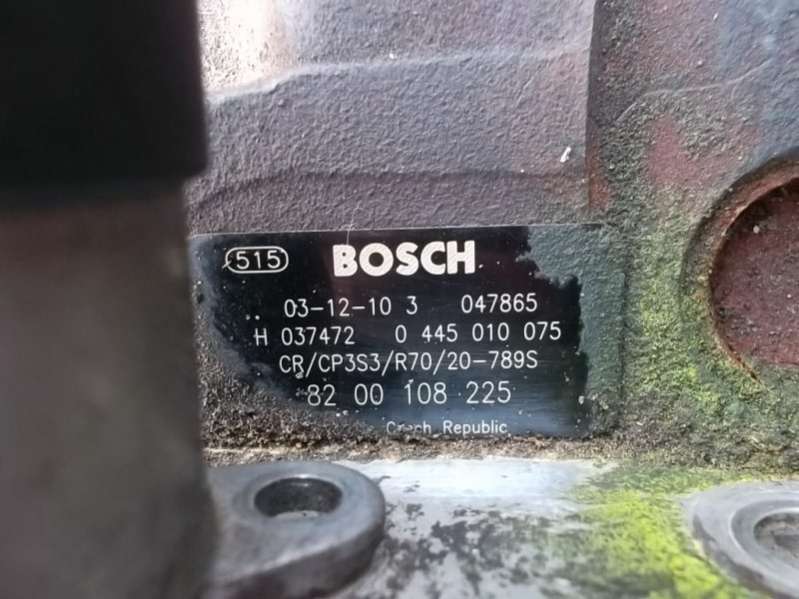 515 BOSCH
03-12-10 3 047865
H 037472 0 445 010 075
CR/CP3S3/R70/20-789S
82 00 108 225
Czech Republic